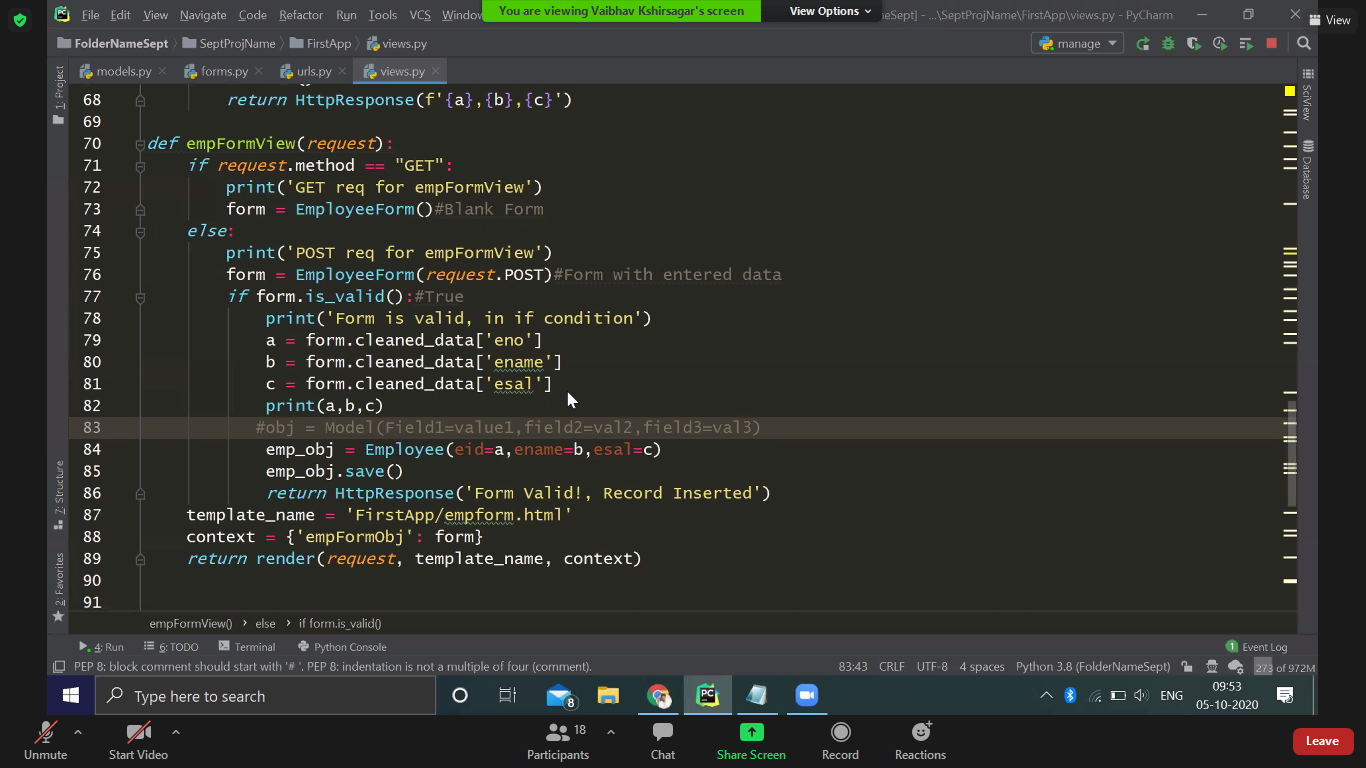 You are viewing Vaibhav Kshirsagar's screen
View Options
File Edit View Navigate Code Refactor Run Tools VCS Window
Sept] - ...\SeptProjName\FirstApp\views.py - PyCharm
View
FolderNameSept SeptProjName FirstApp views.py
manage
models.py forms.py urls.py views.py
1: Project
7: Structure
2: Favorites
SciView
Database
68 return HttpResponse(f'{a},{b},{c}')
69
70 def empFormView(request):
71 if request.method == "GET":
72 print('GET req for empFormView')
73 form = EmployeeForm()#Blank Form
74 else:
75 print('POST req for empFormView')
76 form = EmployeeForm(request.POST)#Form with entered data
77 if form.is_valid():#True
78 print('Form is valid, in if condition')
79 a = form.cleaned_data['eno']
80 b = form.cleaned_data['ename']
81 c = form.cleaned_data['esal']
82 print(a,b,c)
83 #obj = Model(Field1=value1,field2=val2,field3=val3)
84 emp_obj = Employee(eid=a,ename=b,esal=c)
85 emp_obj.save()
86 return HttpResponse('Form Valid!, Record Inserted')
87 template_name = 'FirstApp/empform.html'
88 context = {'empFormObj': form}
89 return render(request, template_name, context)
90
91
empFormView() › else › if form.is_valid()
4: Run 6: TODO Terminal Python Console 1 Event Log
PEP 8: block comment should start with '# '. PEP 8: indentation is not a multiple of four (comment). 83:43 CRLF UTF-8 4 spaces Python 3.8 (FolderNameSept) 273 of 972M
Type here to search
8
PC
ENG
09:53
05-10-2020
Unmute Start Video Participants 18 Chat Share Screen Record Reactions Leave